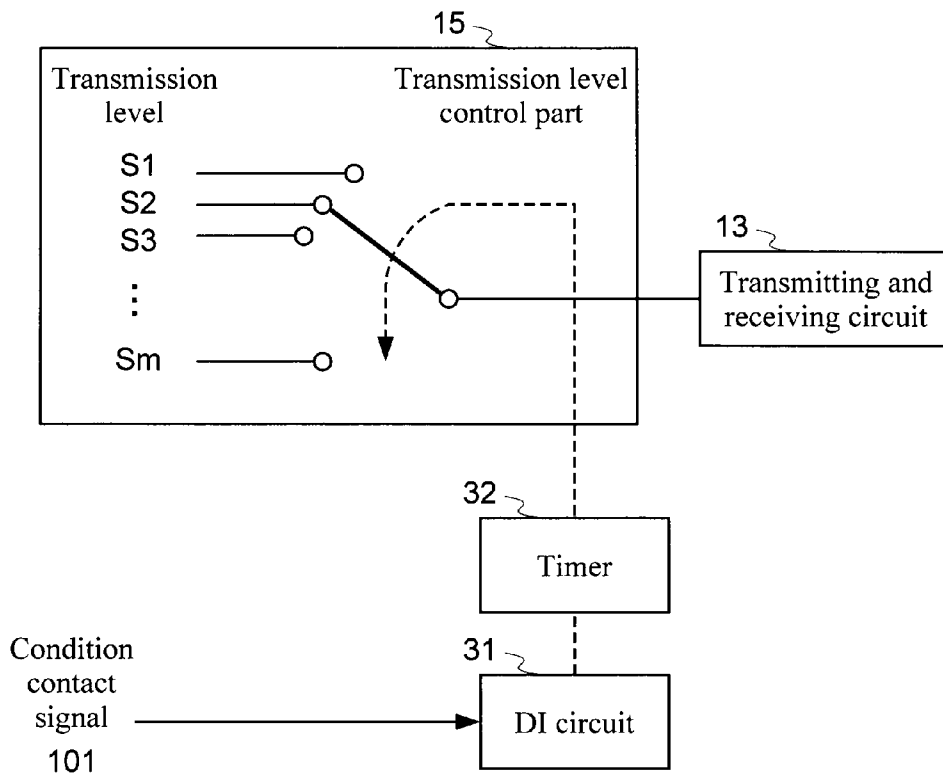 15
Transmission
level
Transmission level
control part
S1
S2
S3
⋮
Sm
13
Transmitting and
receiving circuit
32
Timer
31
DI circuit
Condition
contact
signal
101